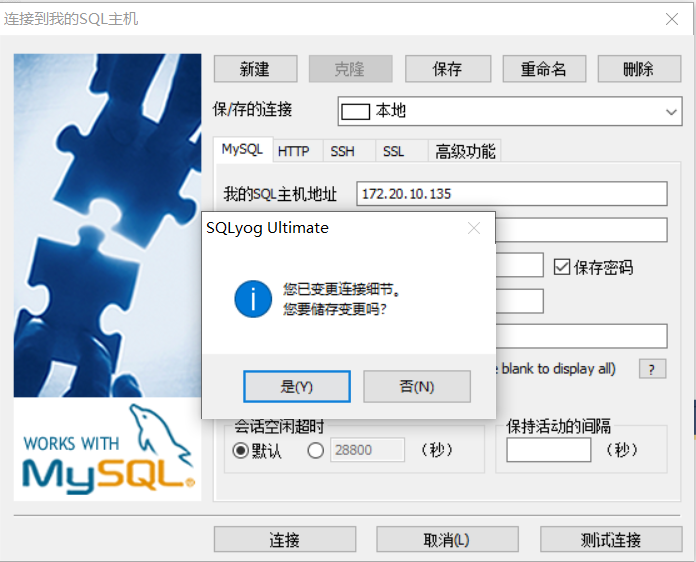 连接到我的SQL主机
新建
克隆
保存
重命名
删除
保/存的连接
本地
MySQL
HTTP
SSH
SSL
高级功能
我的SQL主机地址
172.20.10.135
SQLyog Ultimate
保存密码
您已变更连接细节。
您要储存变更吗?
blank to display all)
?
是(Y)
否(N)
会话空闲超时
保持活动的间隔
默认
28800
(秒)
(秒)
WORKS WITH
MySQL®
连接
取消(L)
测试连接